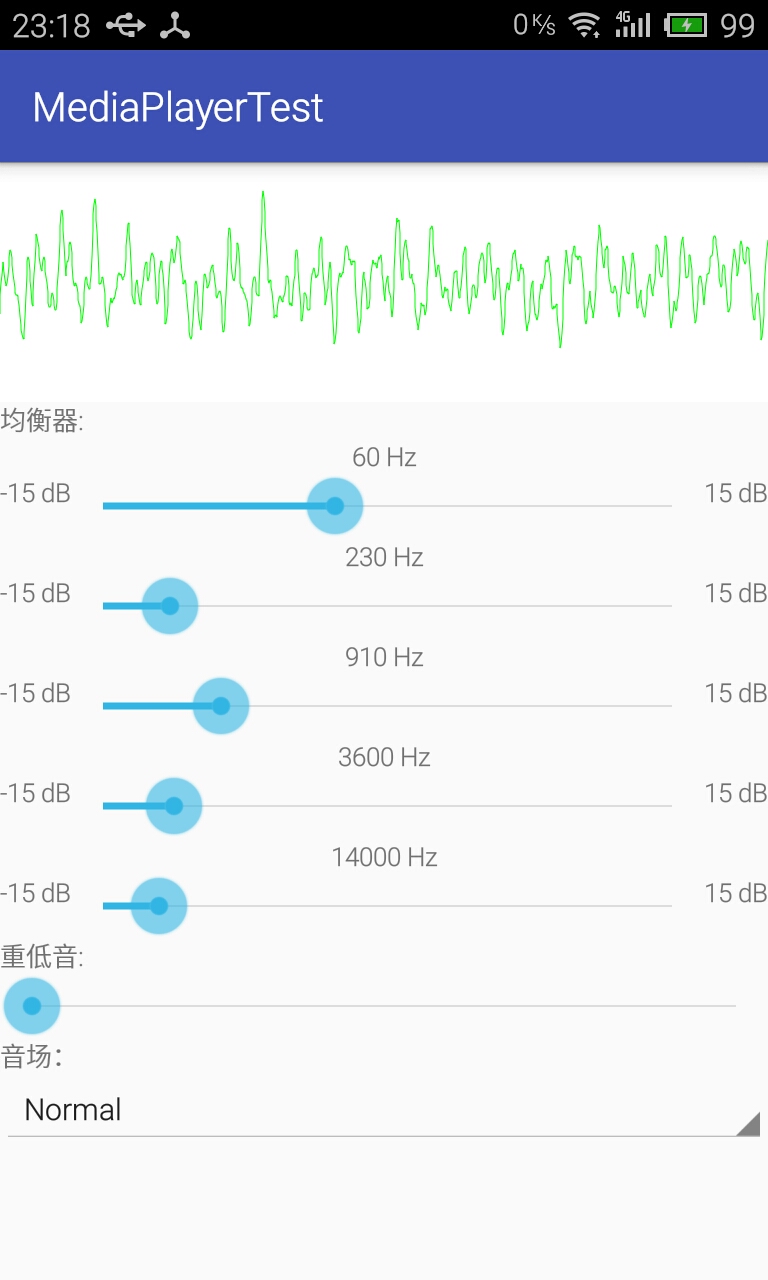 23:18 0 K/s 4G 99
MediaPlayerTest
均衡器:
60 Hz
-15 dB 15 dB
230 Hz
-15 dB 15 dB
910 Hz
-15 dB 15 dB
3600 Hz
-15 dB 15 dB
14000 Hz
-15 dB 15 dB
重低音:
音场：
Normal